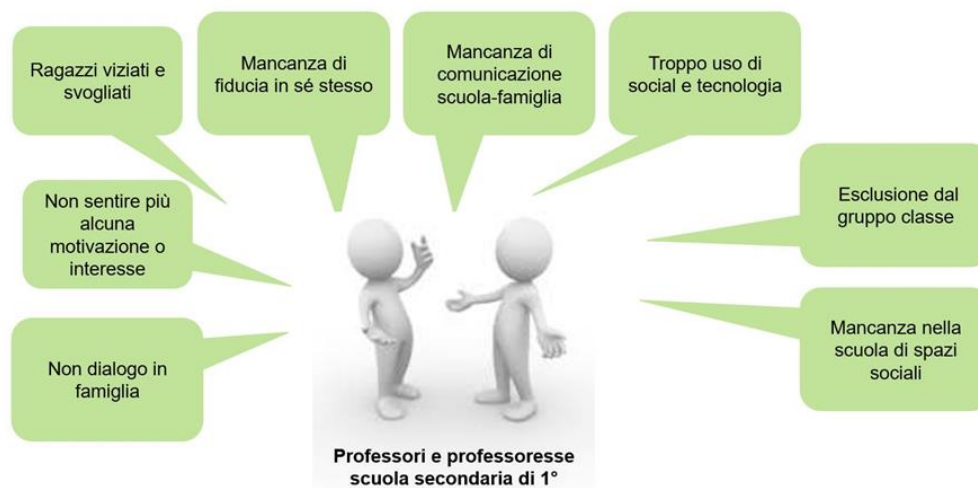 Ragazzi viziati e
svogliati
Mancanza di
fiducia in sé stesso
Mancanza di
comunicazione
scuola-famiglia
Troppo uso di
social e tecnologia
Non sentire più
alcuna
motivazione o
interesse
Esclusione dal
gruppo classe
Non dialogo in
famiglia
Mancanza nella
scuola di spazi
sociali
Professori e professoresse
scuola secondaria di 1°